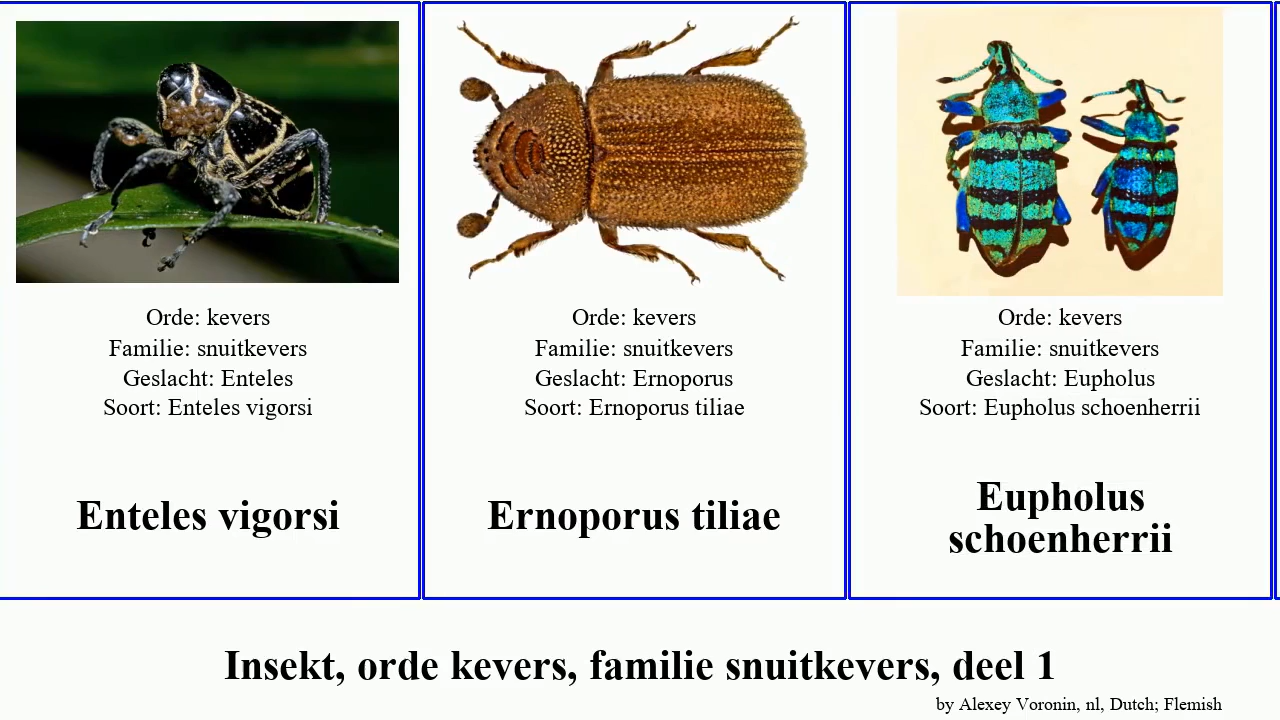 Orde: kevers
Familie: snuitkevers
Geslacht: Enteles
Soort: Enteles vigorsi
Enteles vigorsi
Orde: kevers
Familie: snuitkevers
Geslacht: Ernoporus
Soort: Ernoporus tiliae
Ernoporus tiliae
Orde: kevers
Familie: snuitkevers
Geslacht: Eupholus
Soort: Eupholus schoenherrii
Eupholus
schoenherrii
Insekt, orde kevers, familie snuitkevers, deel 1
by Alexey Voronin, nl, Dutch; Flemish